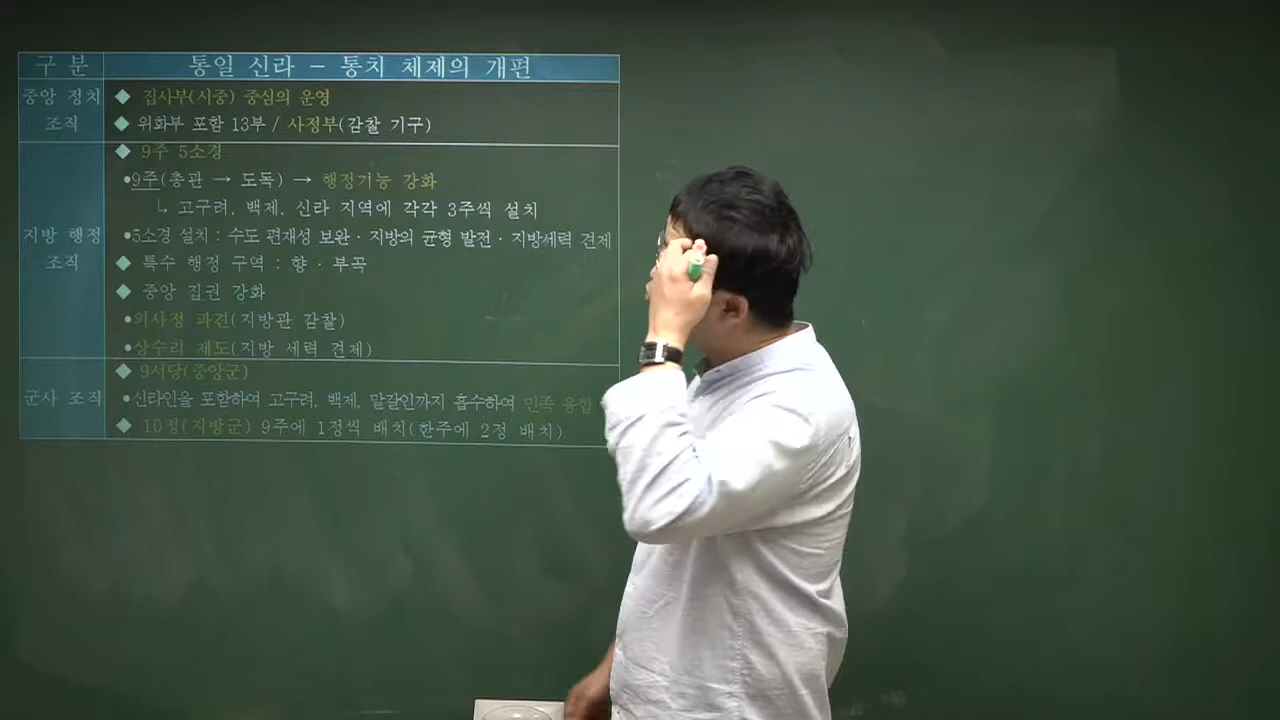 구 분 통일 신라 - 통치 체제의 개편
중앙 정치 조직
◆ 집사부(시중) 중심의 운영
◆ 위화부 포함 13부 / 사정부(감찰 기구)
지방 행정 조직
◆ 9주 5소경
•9주(총관 → 도독) → 행정기능 강화
↳ 고구려, 백제, 신라 지역에 각각 3주씩 설치
•5소경 설치 : 수도 편재성 보완 · 지방의 균형 발전 · 지방세력 견제
◆ 특수 행정 구역 : 향 · 부곡
◆ 중앙 집권 강화
•외사정 파견(지방관 감찰)
•상수리 제도(지방 세력 견제)
군사 조직
◆ 9서당(중앙군)
•신라인을 포함하여 고구려, 백제, 말갈인까지 흡수하여 민족 융합
◆ 10정(지방군) 9주에 1정씩 배치(한주에 2정 배치)